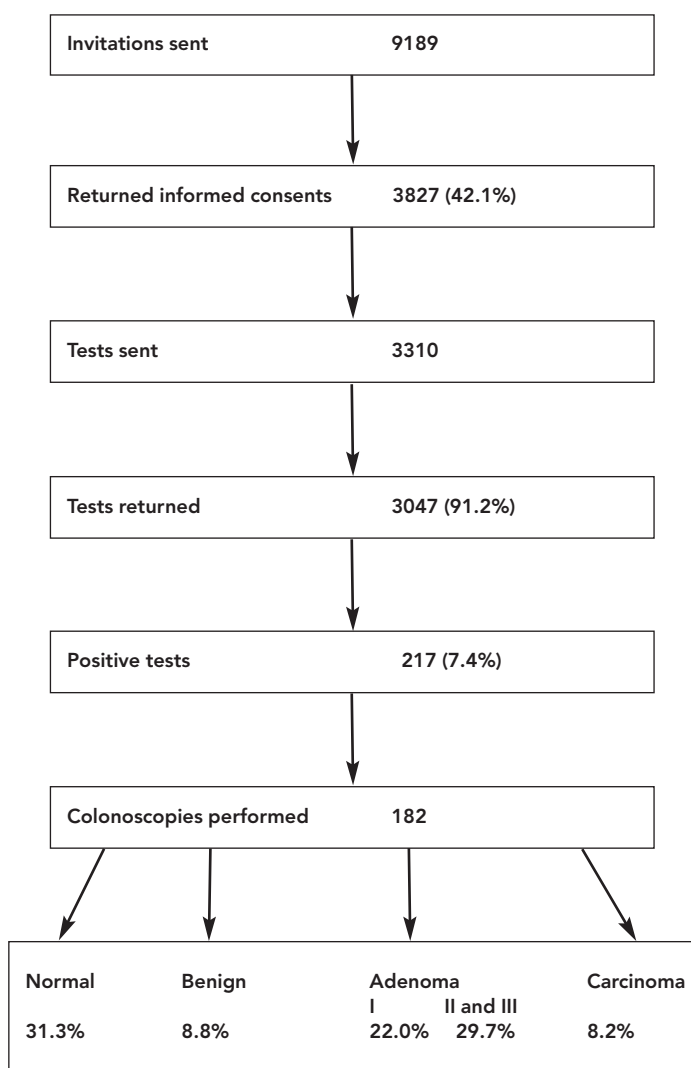 Invitations sent 9189
Returned informed consents 3827 (42.1%)
Tests sent 3310
Tests returned 3047 (91.2%)
Positive tests 217 (7.4%)
Colonoscopies performed 182
Normal Benign Adenoma Carcinoma
I II and III
31.3% 8.8% 22.0% 29.7% 8.2%